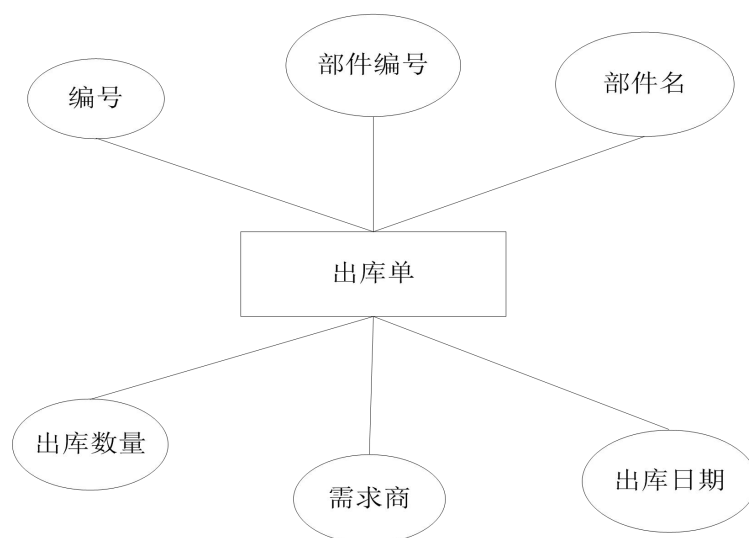 编号
部件编号
部件名
出库单
出库数量
需求商
出库日期